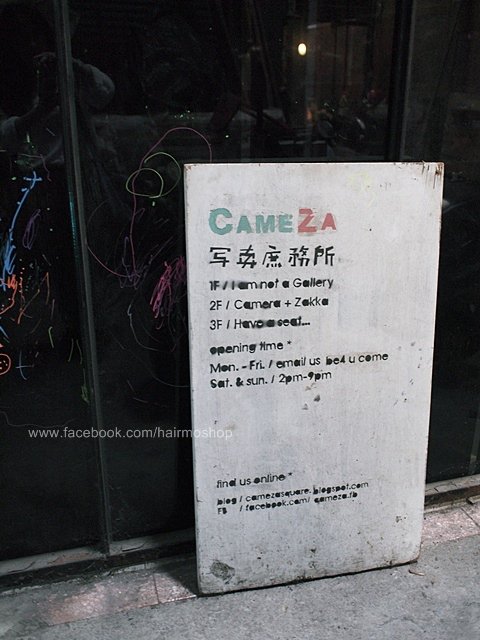 CAMEZA
写真庶務所
1F / I am not a Gallery
2F / Camera + Zakka
3F / Have a seat...
opening time *
Mon. - Fri. / email us be4 u come
Sat. & sun. / 2pm-9pm
www.facebook.com/hairmoshop
find us online *
blog / camezasquare.blogspot.com
FB / facebook.com/ cameza.fb